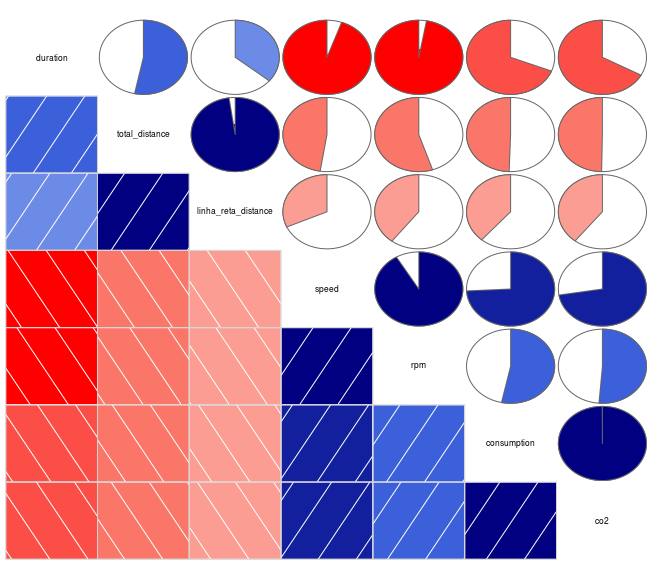 duration
total_distance
linha_reta_distance
speed
rpm
consumption
co2